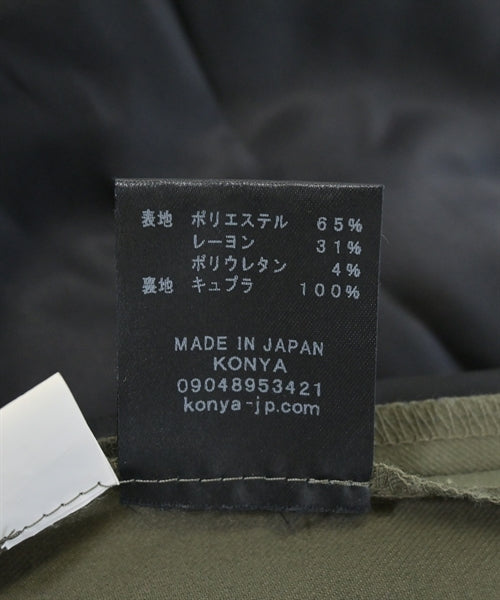 表地 ポリエステル 65%
レーヨン 31%
ポリウレタン 4%
裏地 キュプラ 100%
MADE IN JAPAN
KONYA
09048953421
konya-jp.com